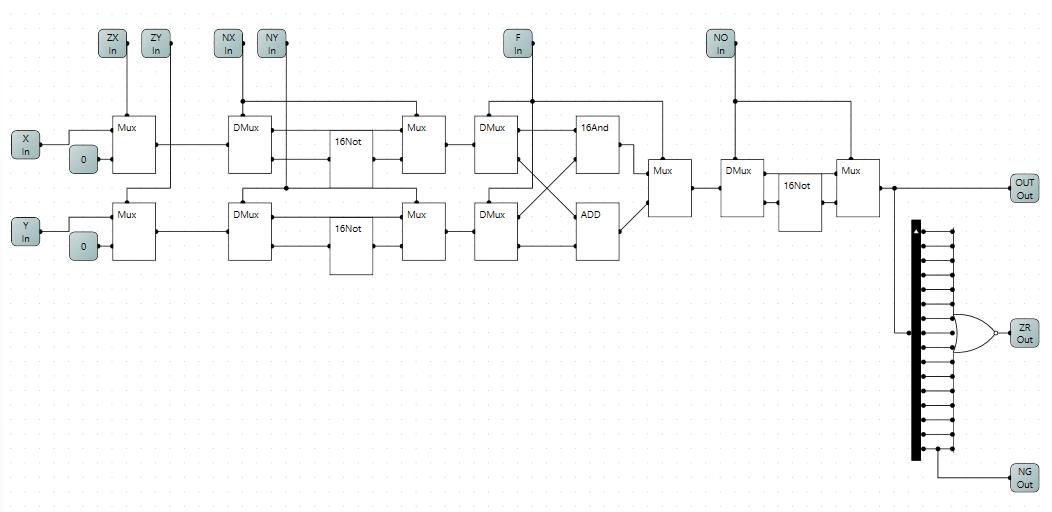 ZX
In
ZY
In
NX
In
NY
In
F
In
NO
In
X
In
0
Mux
DMux
16Not
Mux
DMux
16And
Mux
DMux
16Not
Mux
OUT
Out
Y
In
0
Mux
DMux
16Not
Mux
DMux
ADD
ZR
Out
NG
Out